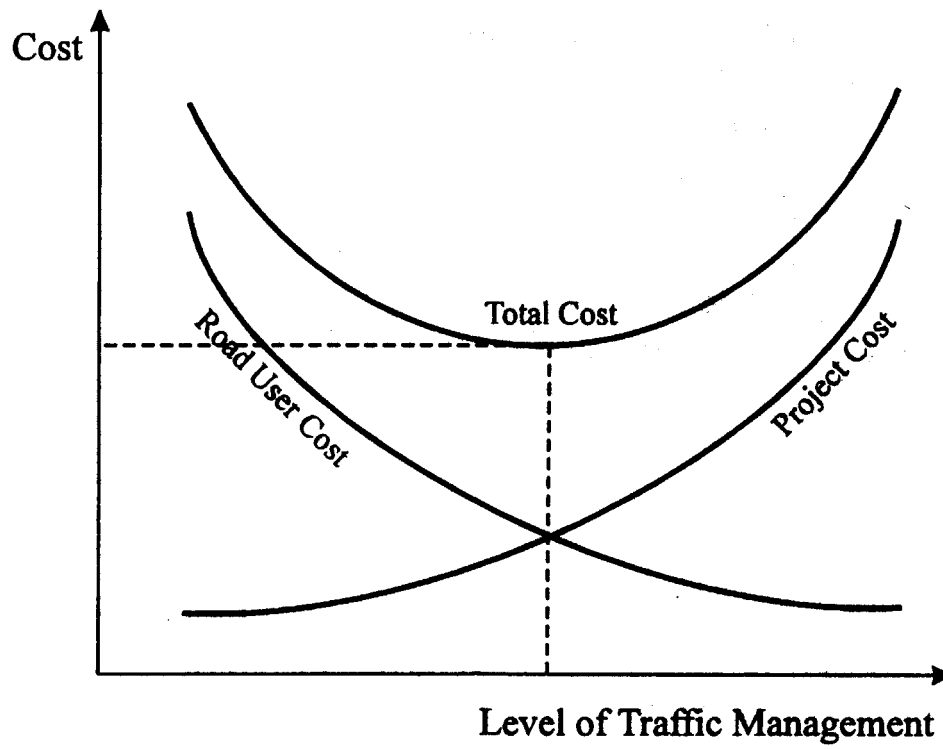 Cost
Total Cost
Road User Cost
Project Cost
Level of Traffic Management